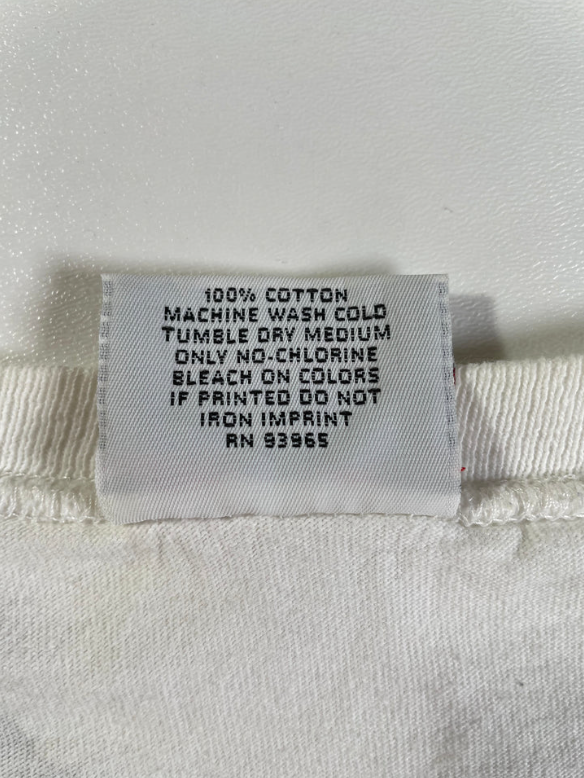 100% COTTON
MACHINE WASH COLD
TUMBLE DRY MEDIUM
ONLY NO-CHLORINE
BLEACH ON COLORS
IF PRINTED DO NOT
IRON IMPRINT
RN 93965